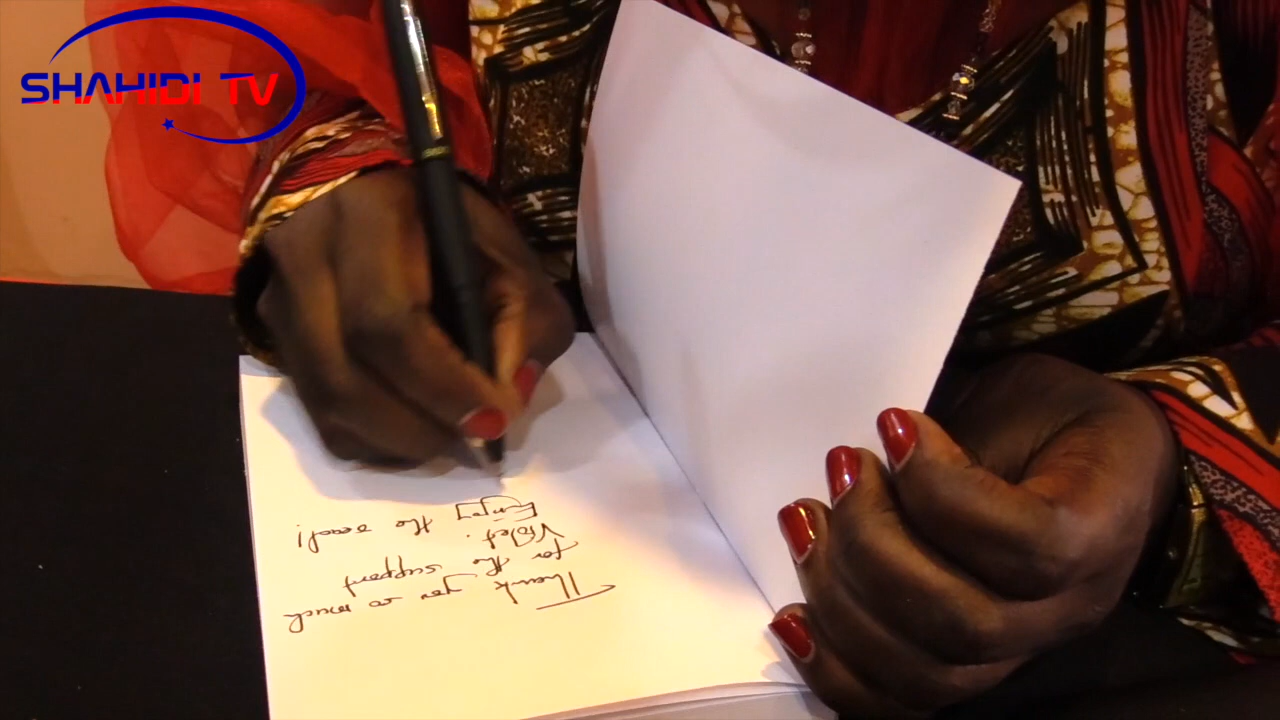 SHAHIDI TV
Thank you so much
for the support
Violet.
Enjoy the read!